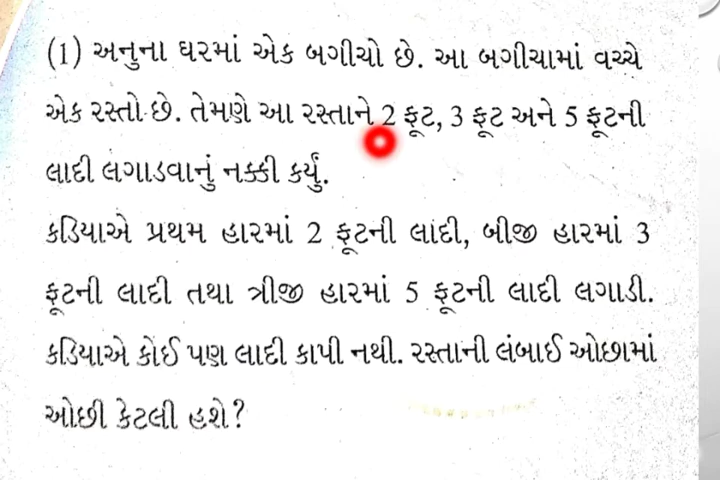 (1) અનુના ઘરમાં એક બગીચો છે. આ બગીચામાં વચ્ચે
એક રસ્તો છે. તેમણે આ રસ્તાને 2 ફૂટ, 3 ફૂટ અને 5 ફૂટની
લાદી લગાડવાનું નક્કી કર્યું.
કડિયાએ પ્રથમ હારમાં 2 ફૂટની લાદી, બીજી હારમાં 3
ફૂટની લાદી તથા ત્રીજી હારમાં 5 ફૂટની લાદી લગાડી.
કડિયાએ કોઈ પણ લાદી કાપી નથી. રસ્તાની લંબાઈ ઓછામાં
ઓછી કેટલી હશે?